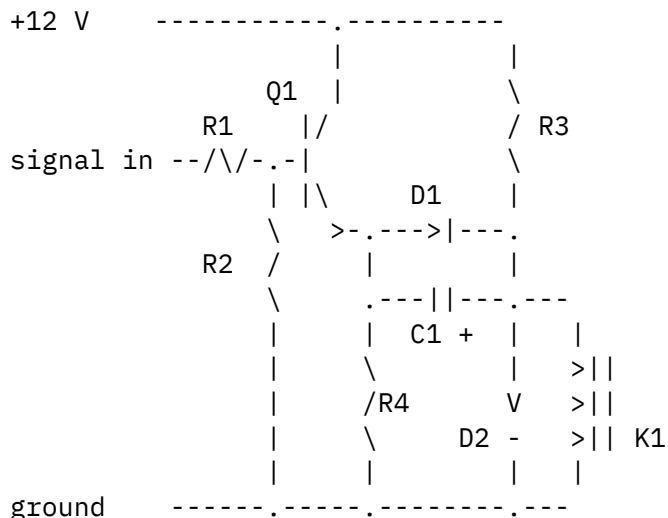 +12 V     -----------.----------
                     |          |
                 Q1  |          \
             R1    |/           / R3
signal in --/\/-.-|             \
                | |\     D1     |
                \   >-.--->|---.
            R2  /     |        |
                \     .---||---.---
                |     |  C1 +  |   |
                |     \        |   >||
                |     /R4      V   >||
                |     \     D2 -   >|| K1
                |     |        |   |
ground    ------.-----.--------.---